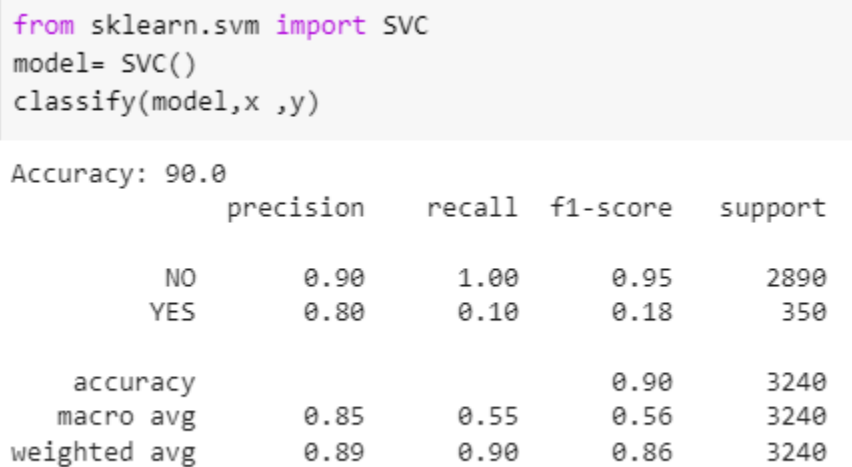 from sklearn.svm import SVC
model= SVC()
classify(model,x ,y)
Accuracy: 90.0
precision recall f1-score support
NO 0.90 1.00 0.95 2890
YES 0.80 0.10 0.18 350
accuracy 0.90 3240
macro avg 0.85 0.55 0.56 3240
weighted avg 0.89 0.90 0.86 3240